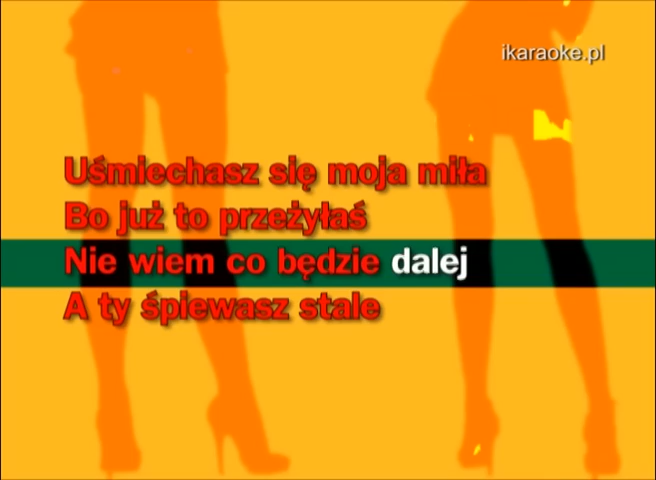 ikaraoke.pl
Uśmiechasz się moja miła
Bo już to przeżyłaś
Nie wiem co będzie dalej
A ty śpiewasz stale